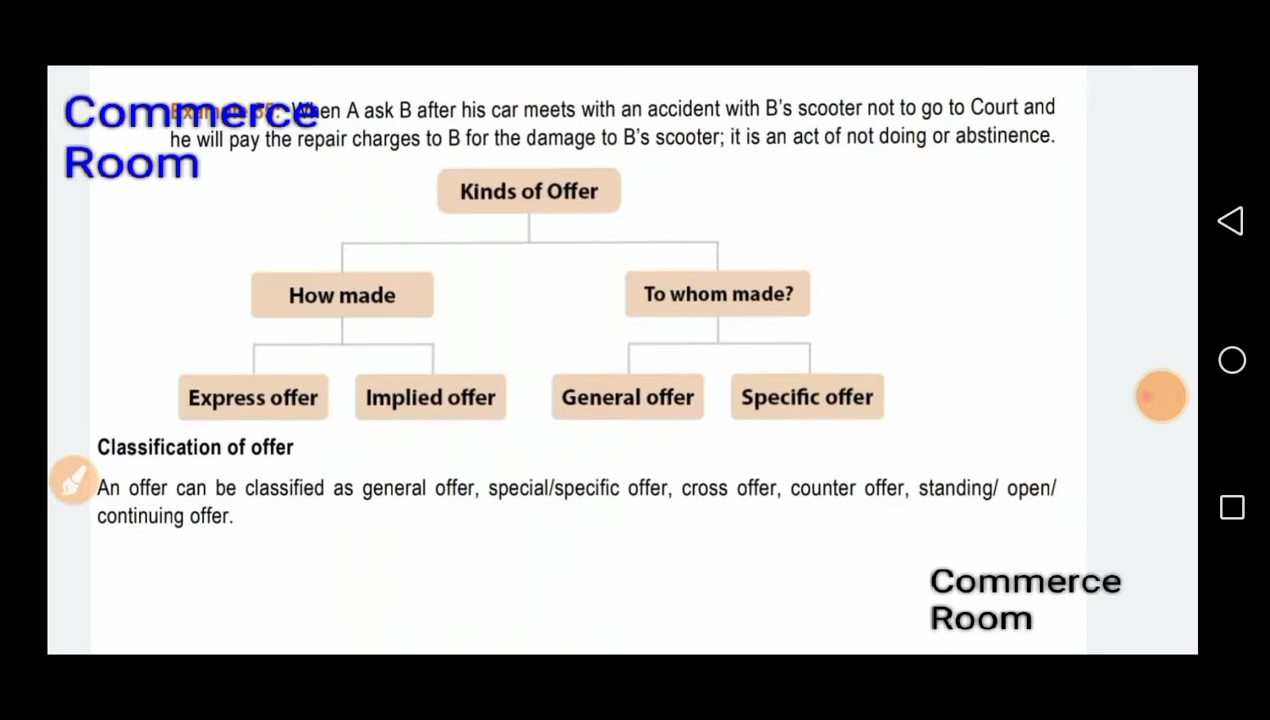 Commerce
Room
When A ask B after his car meets with an accident with B's scooter not to go to Court and
he will pay the repair charges to B for the damage to B's scooter; it is an act of not doing or abstinence.
Kinds of Offer
How made
To whom made?
Express offer
Implied offer
General offer
Specific offer
Classification of offer
An offer can be classified as general offer, special/specific offer, cross offer, counter offer, standing/ open/
continuing offer.
Commerce
Room